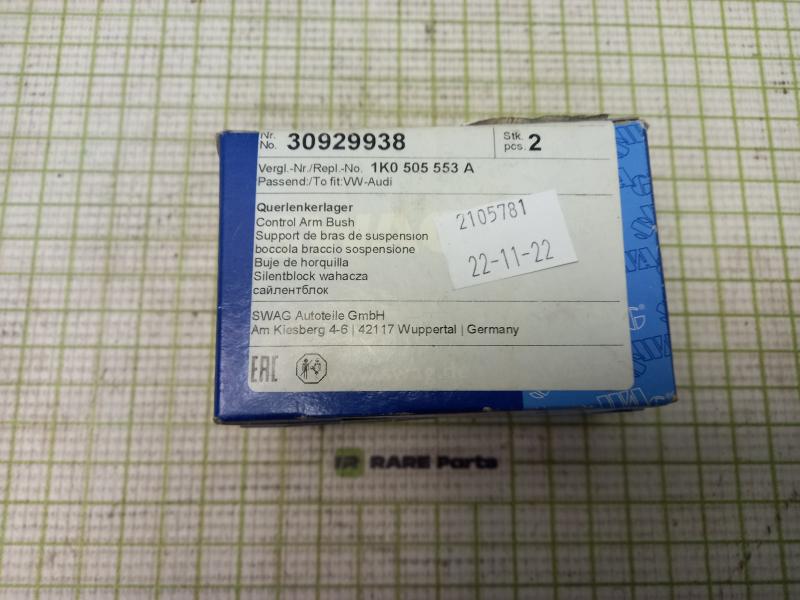 Nr.
No. 30929938
Stk.
pcs. 2
Vergl.-Nr./Repl.-No. 1K0 505 553 A
Passend:/To fit:VW-Audi
Querlenkerlager
Control Arm Bush
Support de bras de suspension
boccola braccio sospensione
Buje de horquilla
Silentblock wahacza
сайлентблок
2105781
22-11-22
SWAG Autoteile GmbH
Am Kiesberg 4-6 | 42117 Wuppertal | Germany
EAC
RARE Parts